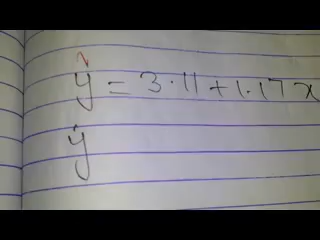 ŷ = 3.11 + 1.17x
y